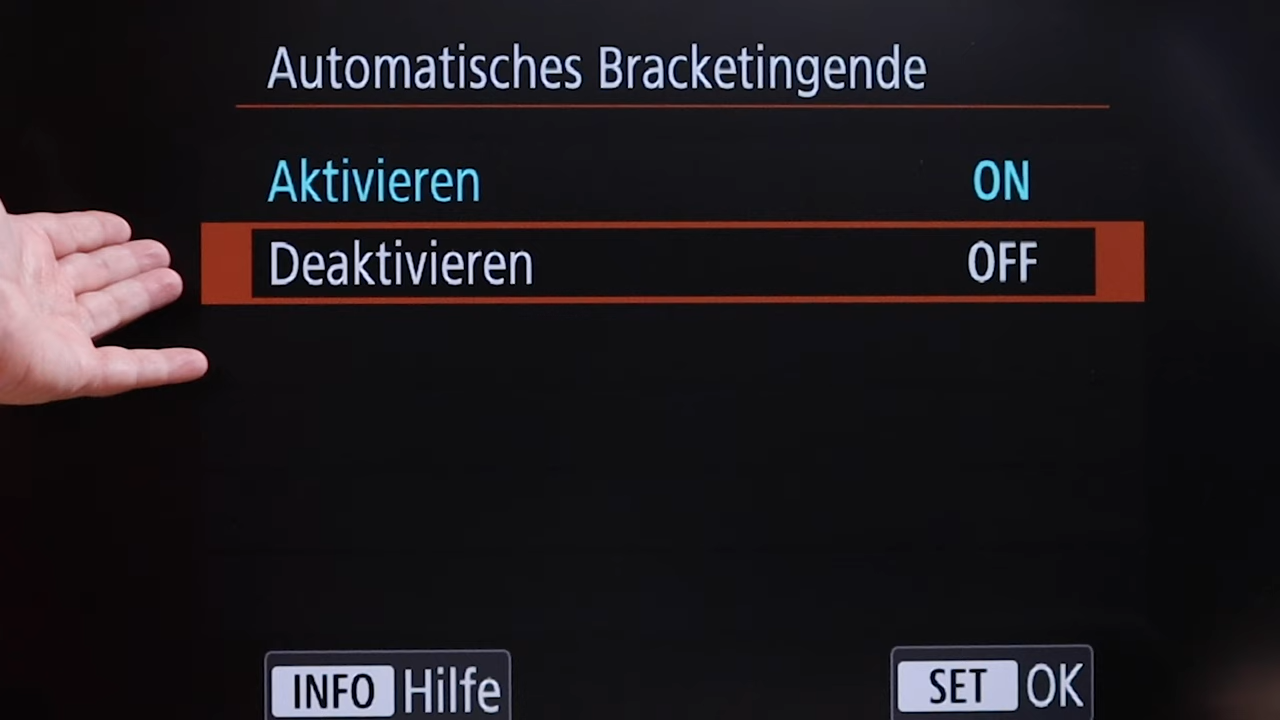 Automatisches Bracketingende
Aktivieren ON
Deaktivieren OFF
INFO Hilfe SET OK